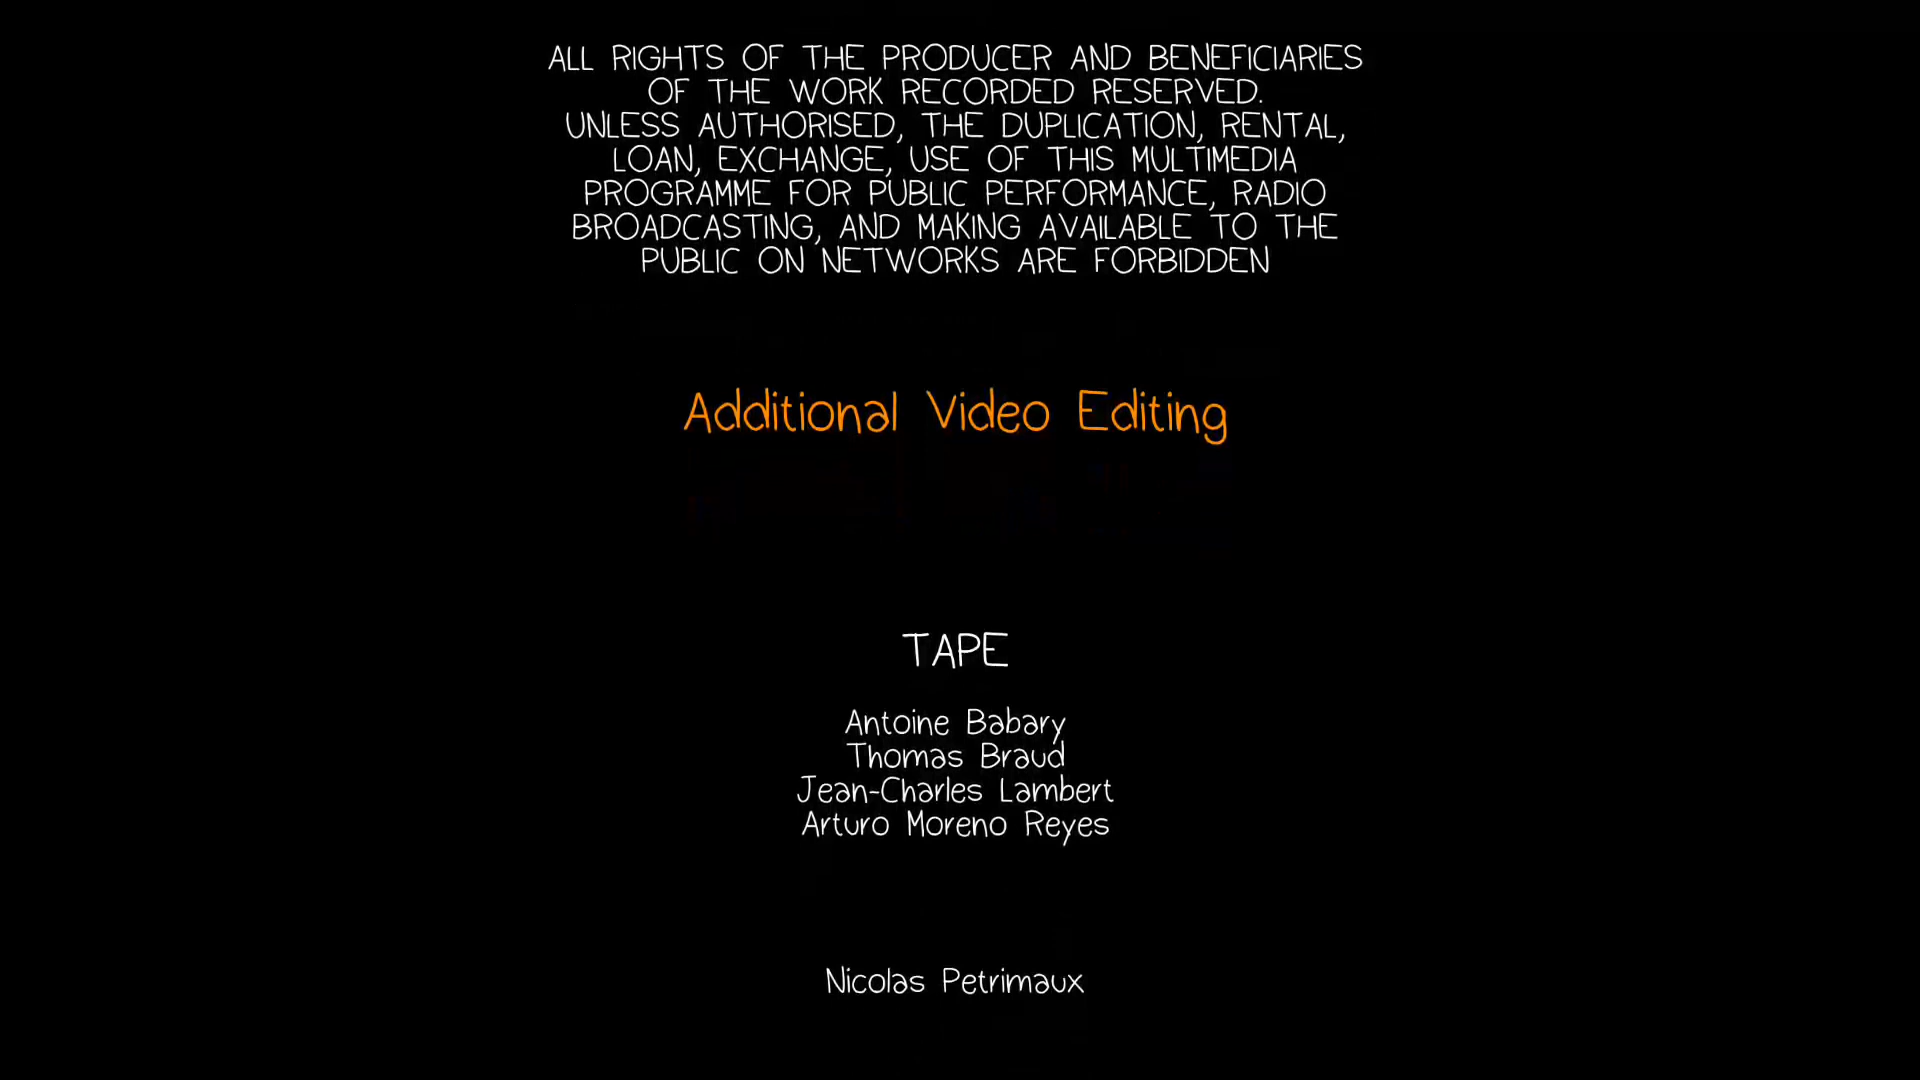 ALL RIGHTS OF THE PRODUCER AND BENEFICIARIES
OF THE WORK RECORDED RESERVED.
UNLESS AUTHORISED, THE DUPLICATION, RENTAL,
LOAN, EXCHANGE, USE OF THIS MULTIMEDIA
PROGRAMME FOR PUBLIC PERFORMANCE, RADIO
BROADCASTING, AND MAKING AVAILABLE TO THE
PUBLIC ON NETWORKS ARE FORBIDDEN
Additional Video Editing
TAPE
Antoine Babary
Thomas Braud
Jean-Charles Lambert
Arturo Moreno Reyes
Nicolas Petrimaux